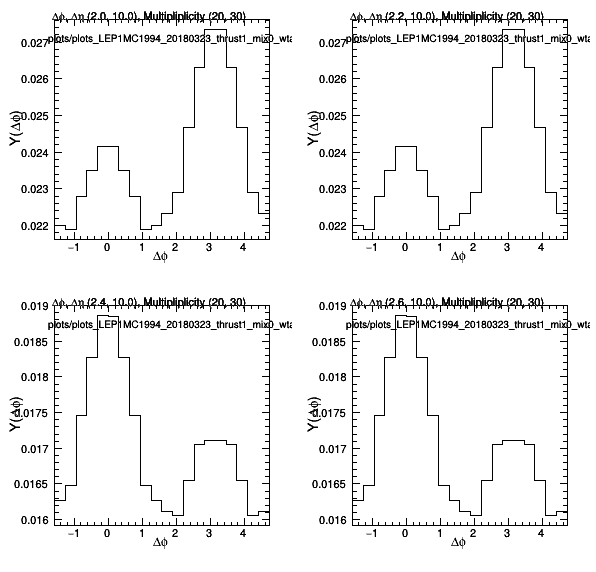 Δϕ, Δη (2.0, 10.0), Multipliplicity (20, 30)
plots/plots_LEP1MC1994_20180323_thrust1_mix0_wta
Y(Δϕ)
0.027
0.026
0.025
0.024
0.023
0.022
−1 0 1 2 3 4
Δϕ
Δϕ, Δη (2.2, 10.0), Multipliplicity (20, 30)
plots/plots_LEP1MC1994_20180323_thrust1_mix0_wta
Y(Δϕ)
0.027
0.026
0.025
0.024
0.023
0.022
−1 0 1 2 3 4
Δϕ
Δϕ, Δη (2.4, 10.0), Multipliplicity (20, 30)
plots/plots_LEP1MC1994_20180323_thrust1_mix0_wta
Y(Δϕ)
0.019
0.0185
0.018
0.0175
0.017
0.0165
0.016
−1 0 1 2 3 4
Δϕ
Δϕ, Δη (2.6, 10.0), Multipliplicity (20, 30)
plots/plots_LEP1MC1994_20180323_thrust1_mix0_wta
Y(Δϕ)
0.019
0.0185
0.018
0.0175
0.017
0.0165
0.016
−1 0 1 2 3 4
Δϕ